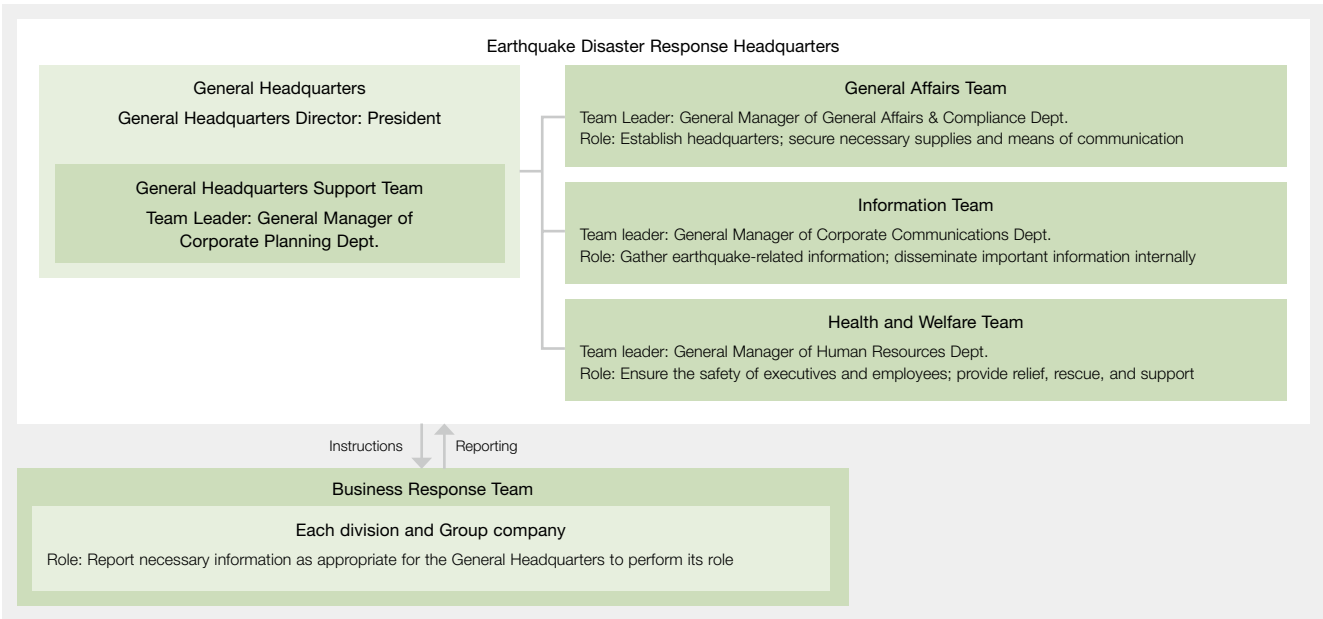 Earthquake Disaster Response Headquarters
General Headquarters
General Headquarters Director: President
General Headquarters Support Team
Team Leader: General Manager of
Corporate Planning Dept.
General Affairs Team
Team Leader: General Manager of General Affairs & Compliance Dept.
Role: Establish headquarters; secure necessary supplies and means of communication
Information Team
Team leader: General Manager of Corporate Communications Dept.
Role: Gather earthquake-related information; disseminate important information internally
Health and Welfare Team
Team leader: General Manager of Human Resources Dept.
Role: Ensure the safety of executives and employees; provide relief, rescue, and support
Instructions
Reporting
Business Response Team
Each division and Group company
Role: Report necessary information as appropriate for the General Headquarters to perform its role